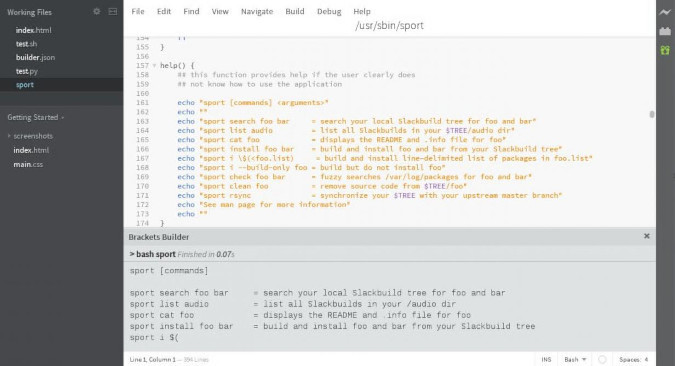 Working Files
index.html
test.sh
builder.json
test.py
sport
Getting Started
screenshots
index.html
main.css
File Edit Find View Navigate Build Debug Help
/usr/sbin/sport
154 }}
155 }
156
157 help() {
158 ## this function provides help if the user clearly does
159 ## not know how to use the application
160
161 echo "sport [commands] <arguments>"
162 echo ""
163 echo "sport search foo bar = search your local Slackbuild tree for foo and bar"
164 echo "sport list audio = list all Slackbuilds in your $TREE/audio dir"
165 echo "sport cat foo = displays the README and .info file for foo"
166 echo "sport install foo bar = build and install foo and bar from your Slackbuild tree"
167 echo "sport i \$(<foo.list) = build and install line-delimited list of packages in foo.list"
168 echo "sport i --build-only foo = build but do not install foo"
169 echo "sport check foo bar = fuzzy searches /var/log/packages for foo and bar"
170 echo "sport clean foo = remove source code from $TREE/foo"
171 echo "sport rsync = synchronize your $TREE with your upstream master branch"
172 echo "See man page for more information"
173 echo ""
174 }
Brackets Builder
> bash sport Finished in 0.07s
sport [commands]
sport search foo bar = search your local Slackbuild tree for foo and bar
sport list audio = list all Slackbuilds in your /audio dir
sport cat foo = displays the README and .info file for foo
sport install foo bar = build and install foo and bar from your Slackbuild tree
sport i $(
Line 1, Column 1 — 396 Lines
INS Bash Spaces: 4